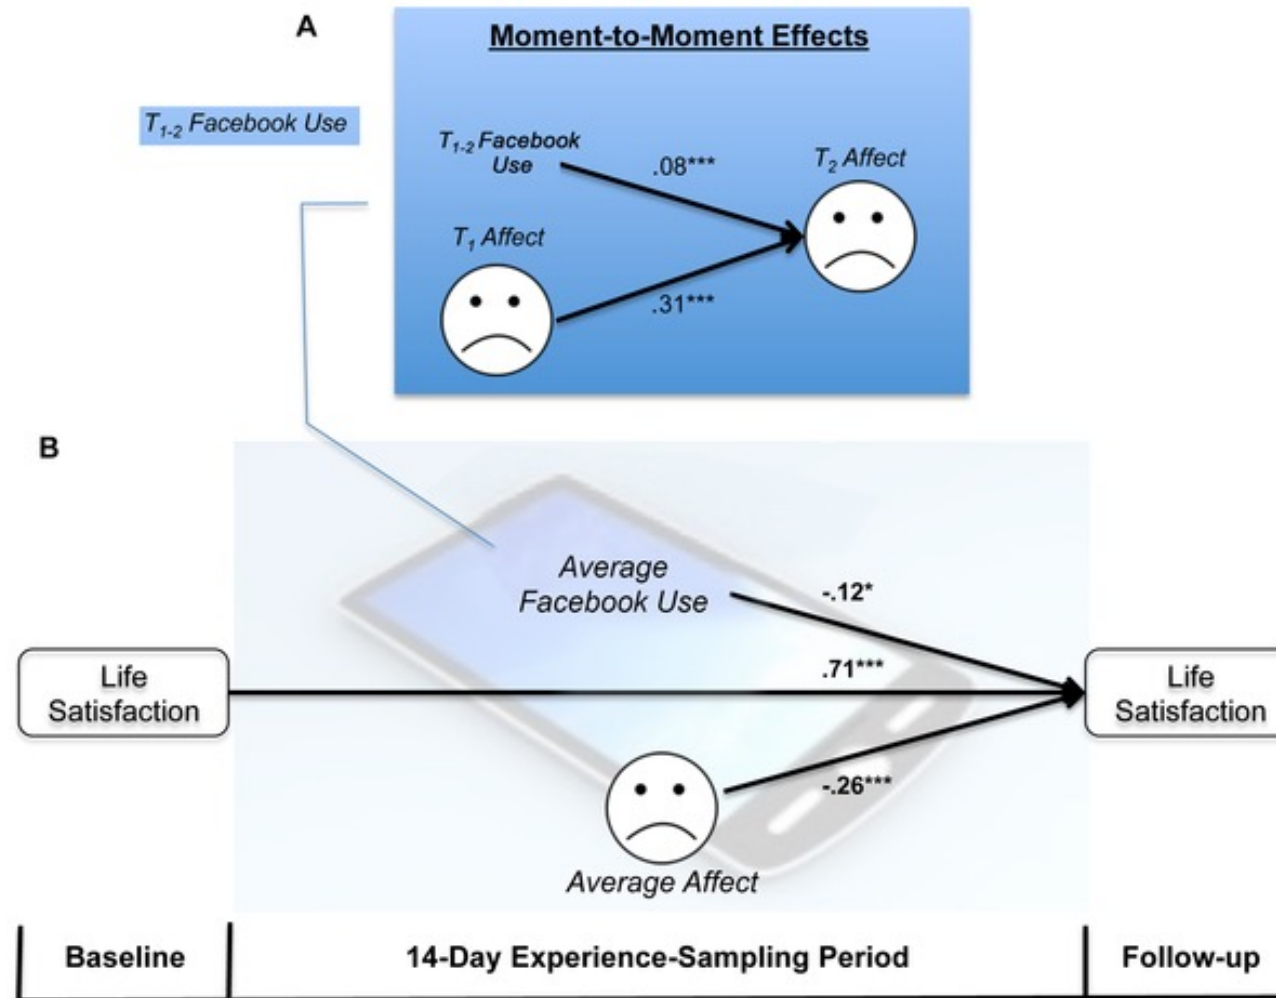 A
Moment-to-Moment Effects
T1-2 Facebook Use
T1-2 Facebook
Use
.08***
T2 Affect
T1 Affect
.31***
B
Average
Facebook Use
-.12*
.71***
Life
Satisfaction
Life
Satisfaction
-.26***
Average Affect
Baseline
14-Day Experience-Sampling Period
Follow-up